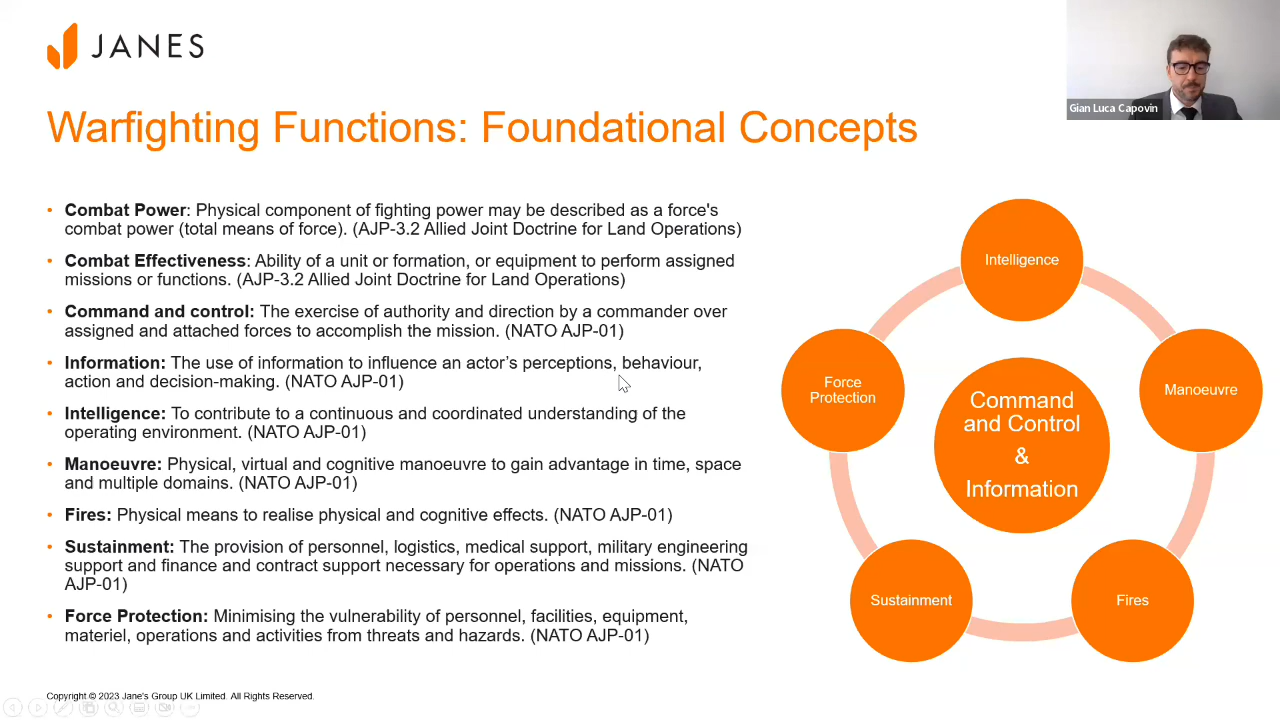 JANES
Gian Luca Capovin
Warfighting Functions: Foundational Concepts
• Combat Power: Physical component of fighting power may be described as a force's
combat power (total means of force). (AJP-3.2 Allied Joint Doctrine for Land Operations)
• Combat Effectiveness: Ability of a unit or formation, or equipment to perform assigned
missions or functions. (AJP-3.2 Allied Joint Doctrine for Land Operations)
• Command and control: The exercise of authority and direction by a commander over
assigned and attached forces to accomplish the mission. (NATO AJP-01)
• Information: The use of information to influence an actor’s perceptions, behaviour,
action and decision-making. (NATO AJP-01)
• Intelligence: To contribute to a continuous and coordinated understanding of the
operating environment. (NATO AJP-01)
• Manoeuvre: Physical, virtual and cognitive manoeuvre to gain advantage in time, space
and multiple domains. (NATO AJP-01)
• Fires: Physical means to realise physical and cognitive effects. (NATO AJP-01)
• Sustainment: The provision of personnel, logistics, medical support, military engineering
support and finance and contract support necessary for operations and missions. (NATO
AJP-01)
• Force Protection: Minimising the vulnerability of personnel, facilities, equipment,
materiel, operations and activities from threats and hazards. (NATO AJP-01)
Intelligence
Force
Protection
Manoeuvre
Command
and Control
&
Information
Sustainment
Fires
Copyright © 2023 Jane's Group UK Limited. All Rights Reserved.